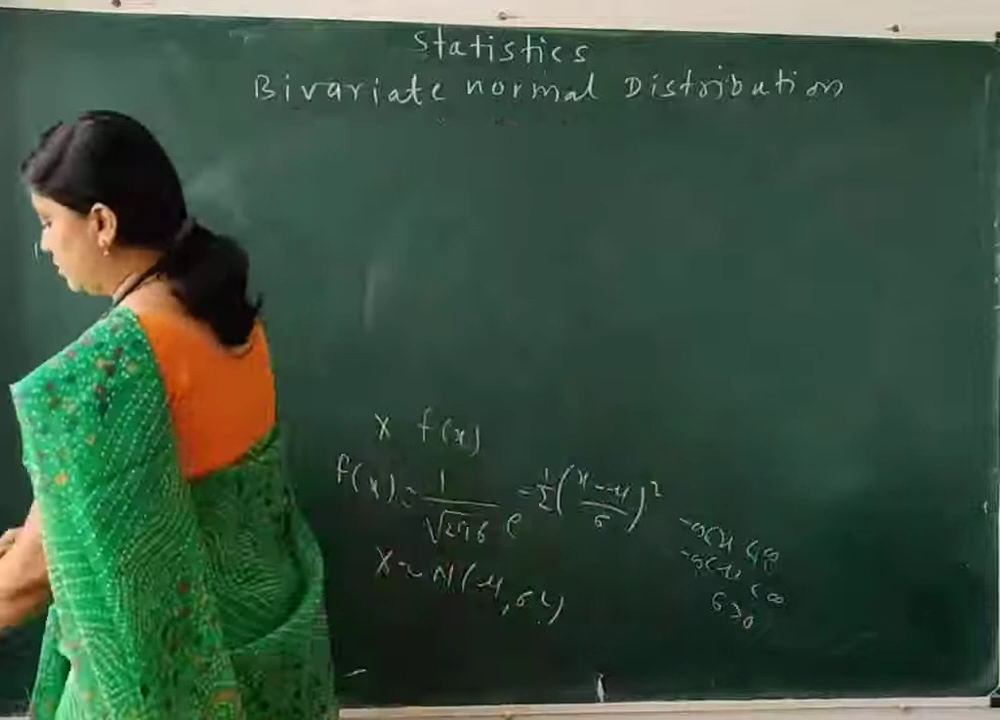 Statistics
Bivariate normal Distribution
X f(x)
f(x) = 1/√2πσ e -1/2 (x-μ/σ)²
-∞<x<∞
-∞<μ<∞
σ>0
X ~ N(μ, σ²)